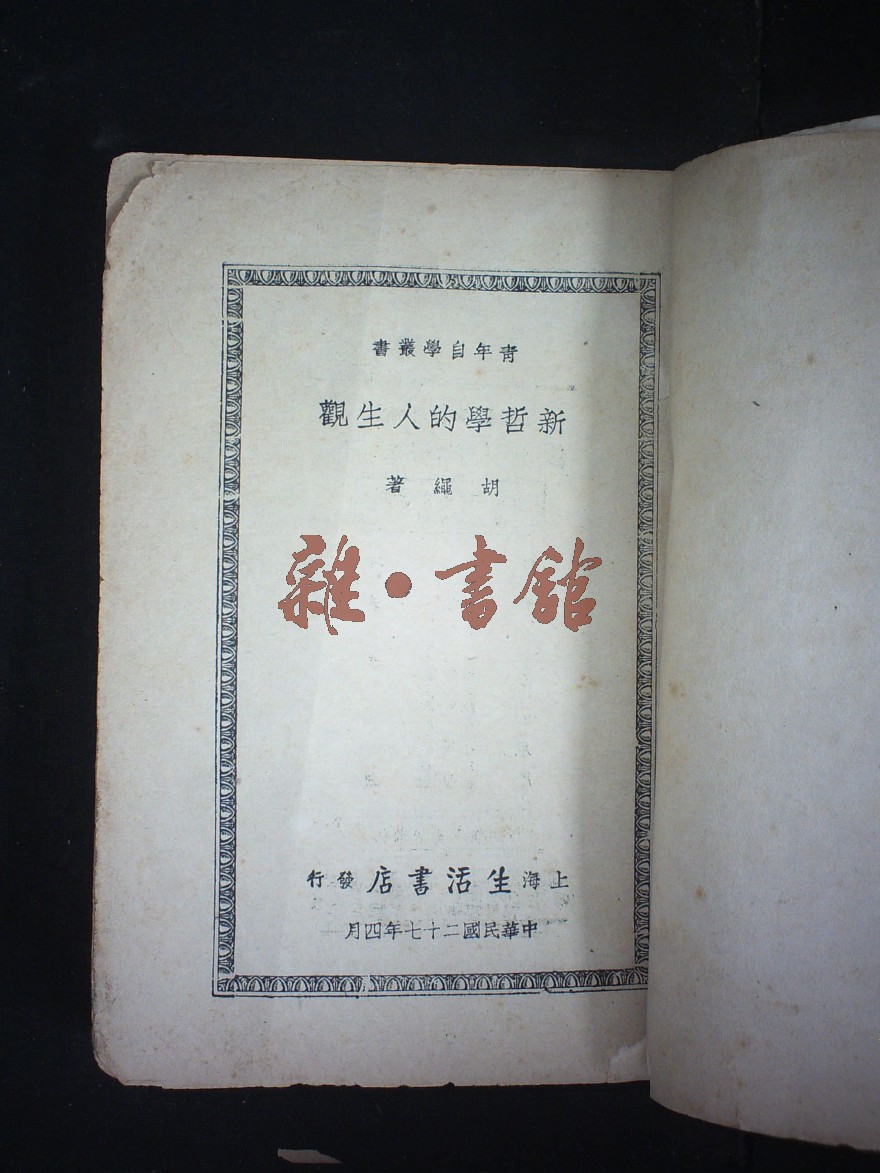 青年自學叢書
新哲學的人生觀
胡繩著
雜·書館
上海生活書店發行
中華民國二十七年四月